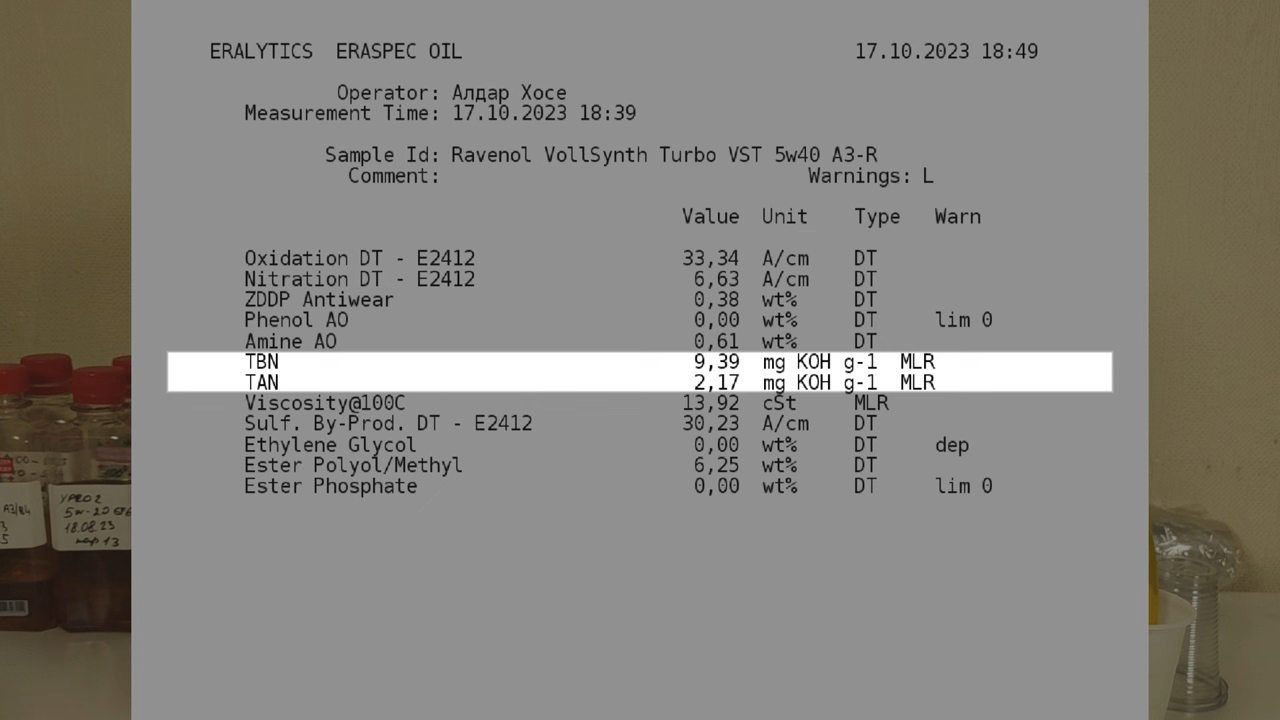 ERALYTICS ERASPEC OIL 17.10.2023 18:49
Operator: Алдар Хосе
Measurement Time: 17.10.2023 18:39
Sample Id: Ravenol VollSynth Turbo VST 5w40 A3-R
Comment: Warnings: L
Value Unit Type Warn
Oxidation DT - E2412 33,34 A/cm DT
Nitration DT - E2412 6,63 A/cm DT
ZDDP Antiwear 0,38 wt% DT
Phenol AO 0,00 wt% DT lim 0
Amine AO 0,61 wt% DT
TBN 9,39 mg KOH g-1 MLR
TAN 2,17 mg KOH g-1 MLR
Viscosity@100C 13,92 cSt MLR
Sulf. By-Prod. DT - E2412 30,23 A/cm DT
Ethylene Glycol 0,00 wt% DT dep
Ester Polyol/Methyl 6,25 wt% DT
Ester Phosphate 0,00 wt% DT lim 0
5w-20
18.08.23